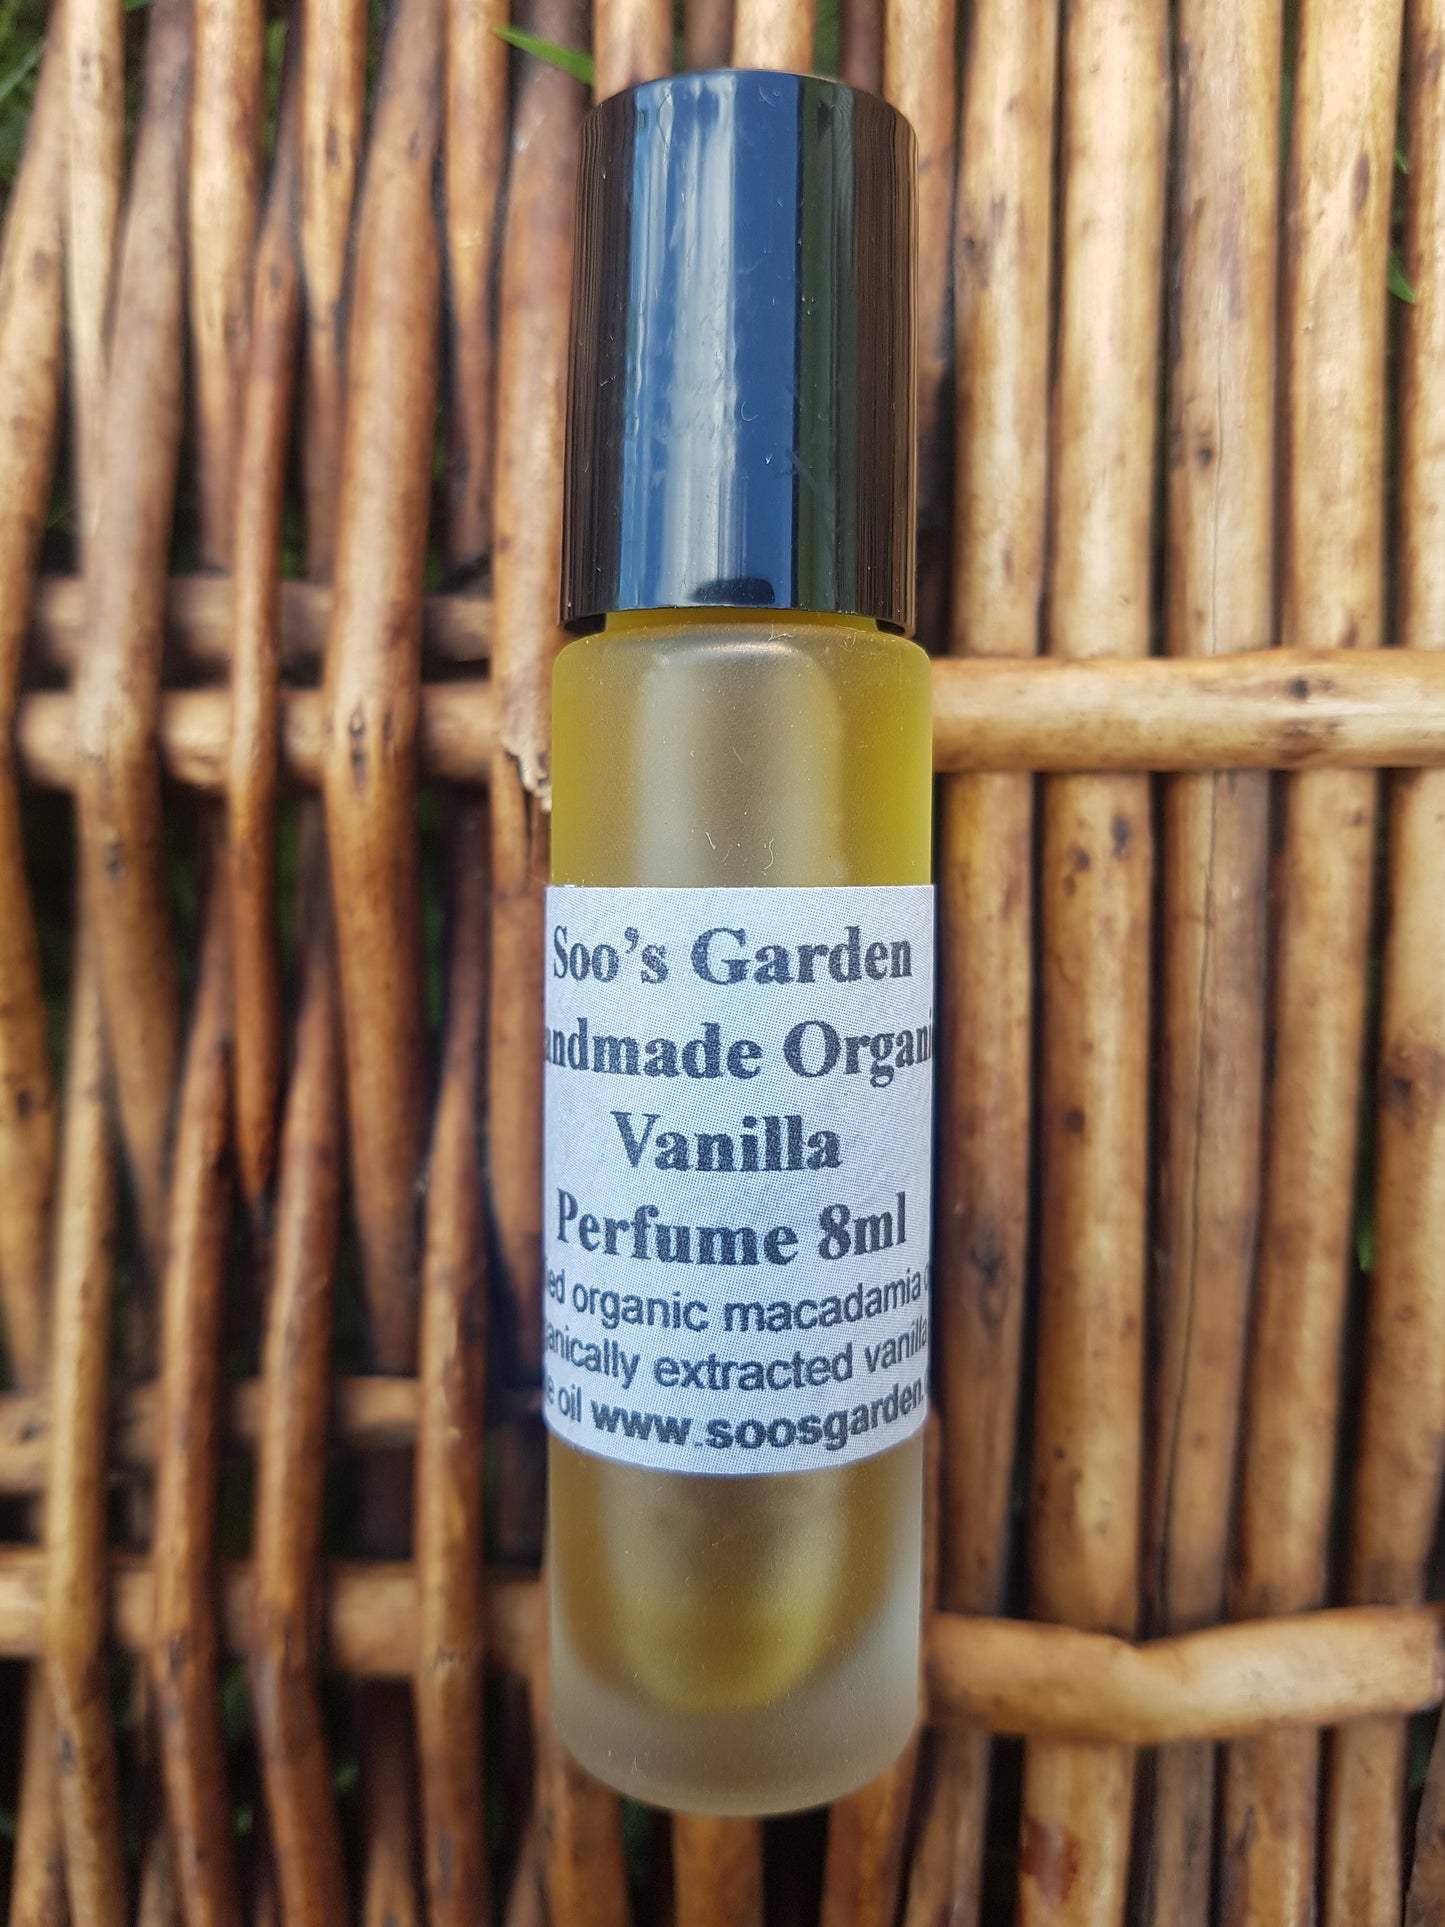 Soo's Garden
andmade Organi
Vanilla
Perfume 8ml
ed organic macadamia
anically extracted vanilla
e oil www.soosgarden.